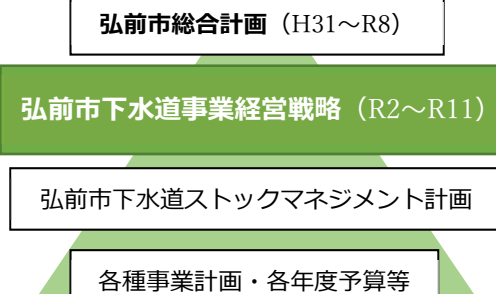 弘前市総合計画（H31～R8）
弘前市下水道事業経営戦略（R2～R11）
弘前市下水道ストックマネジメント計画
各種事業計画・各年度予算等